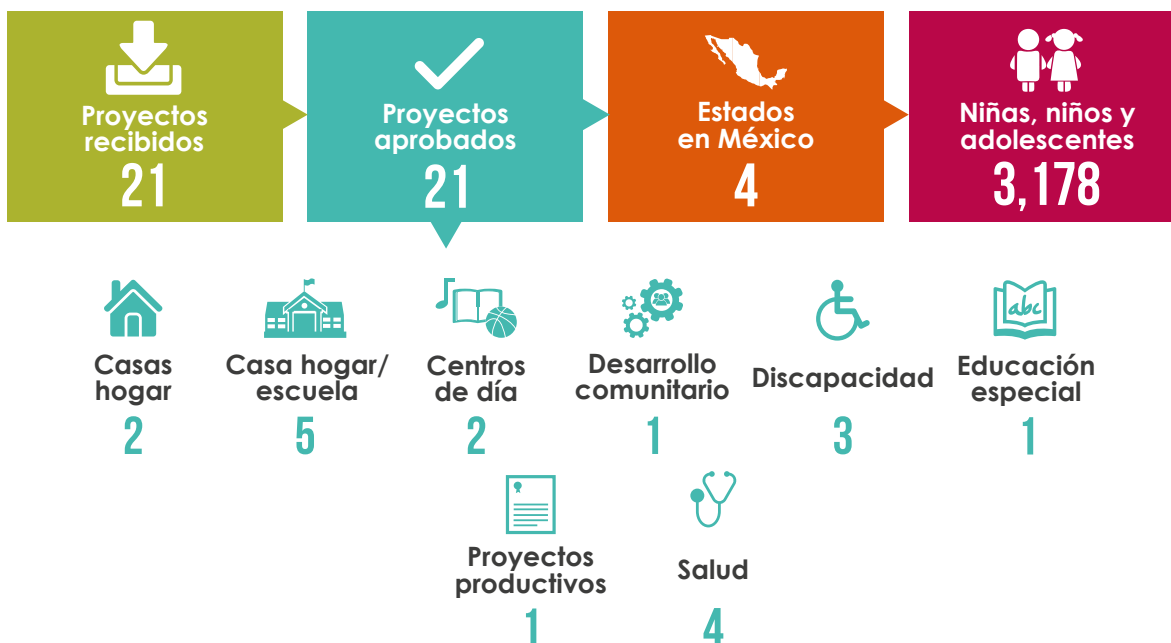 Proyectos
recibidos
21
Proyectos
aprobados
21
Estados
en México
4
Niñas, niños y
adolescentes
3,178
Casas
hogar
2
Casa hogar/
escuela
5
Centros
de día
2
Desarrollo
comunitario
1
Discapacidad
3
abc
Educación
especial
1
Proyectos
productivos
1
Salud
4